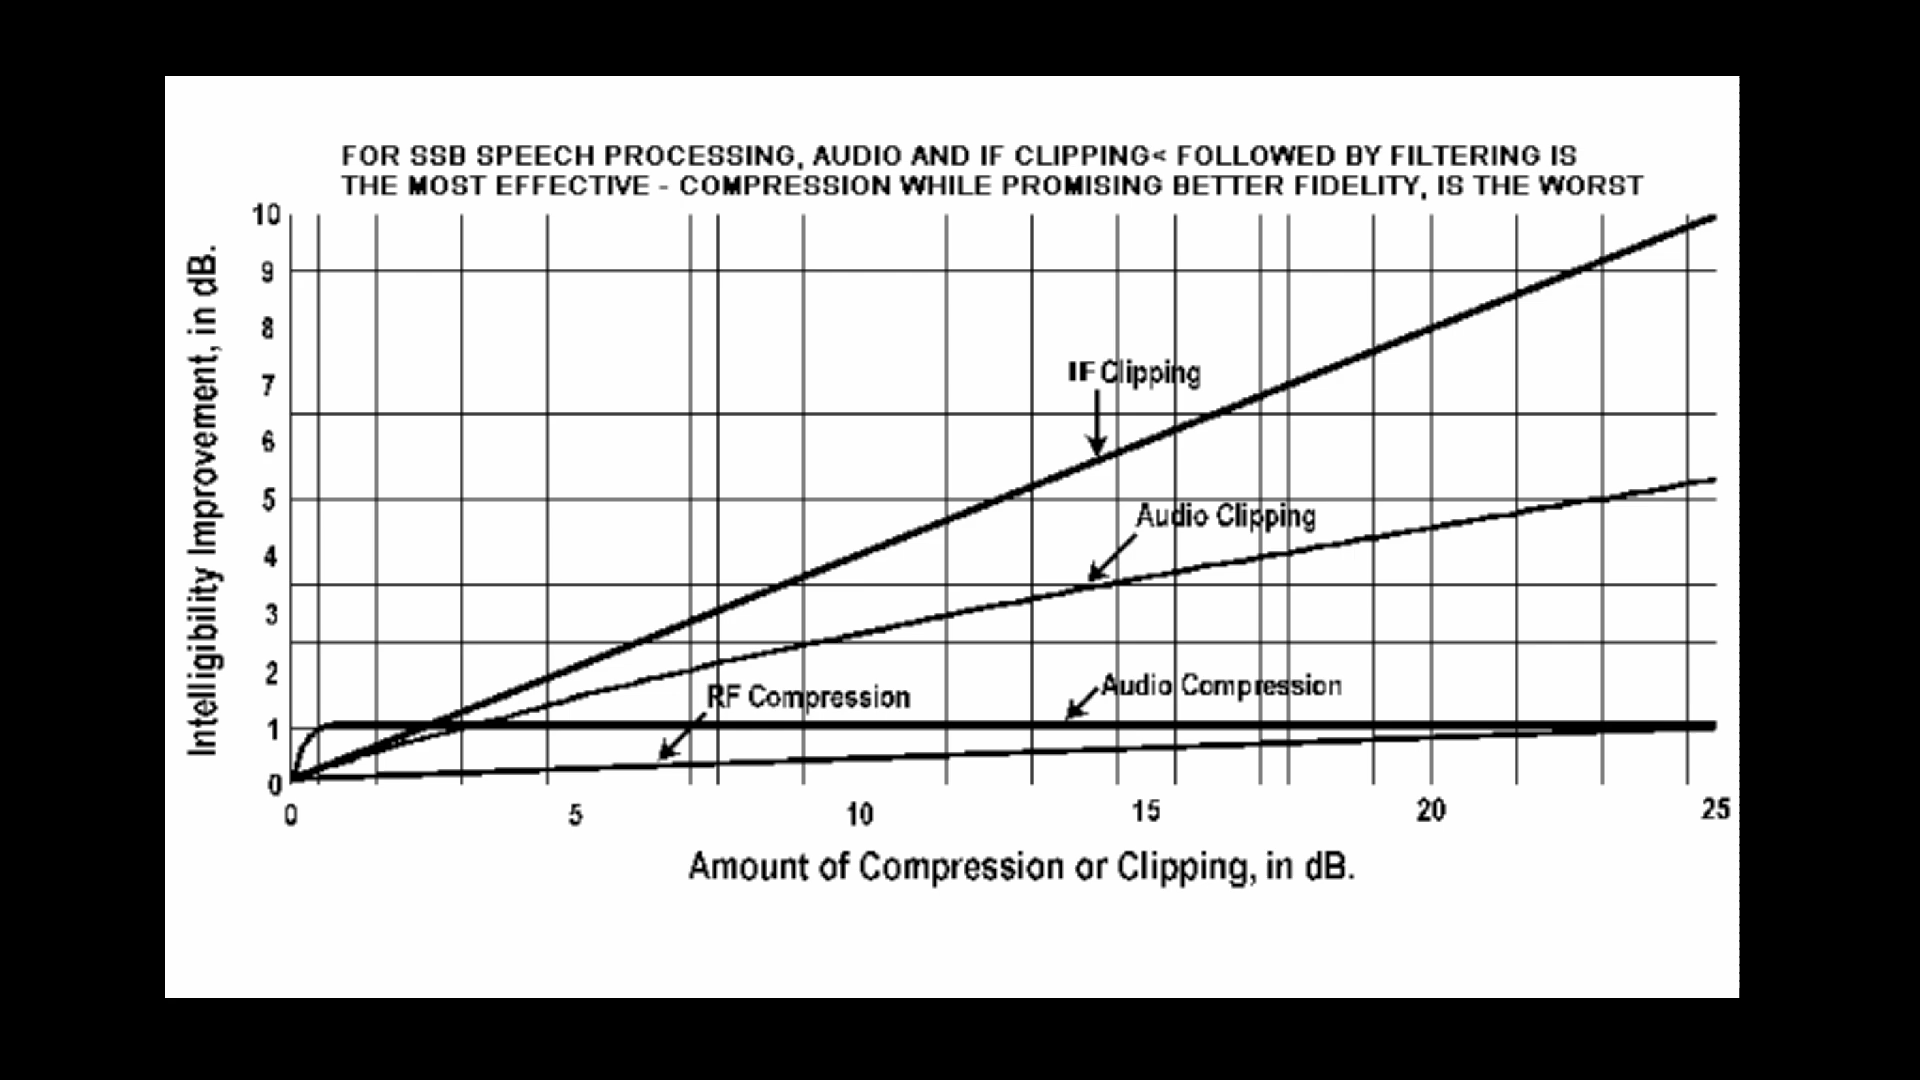 FOR SSB SPEECH PROCESSING, AUDIO AND IF CLIPPING< FOLLOWED BY FILTERING IS
THE MOST EFFECTIVE - COMPRESSION WHILE PROMISING BETTER FIDELITY, IS THE WORST
10
9
8
7
6
5
4
3
2
1
0
Intelligibility Improvement, in dB.
IF Clipping
Audio Clipping
RF Compression
Audio Compression
0 5 10 15 20 25
Amount of Compression or Clipping, in dB.